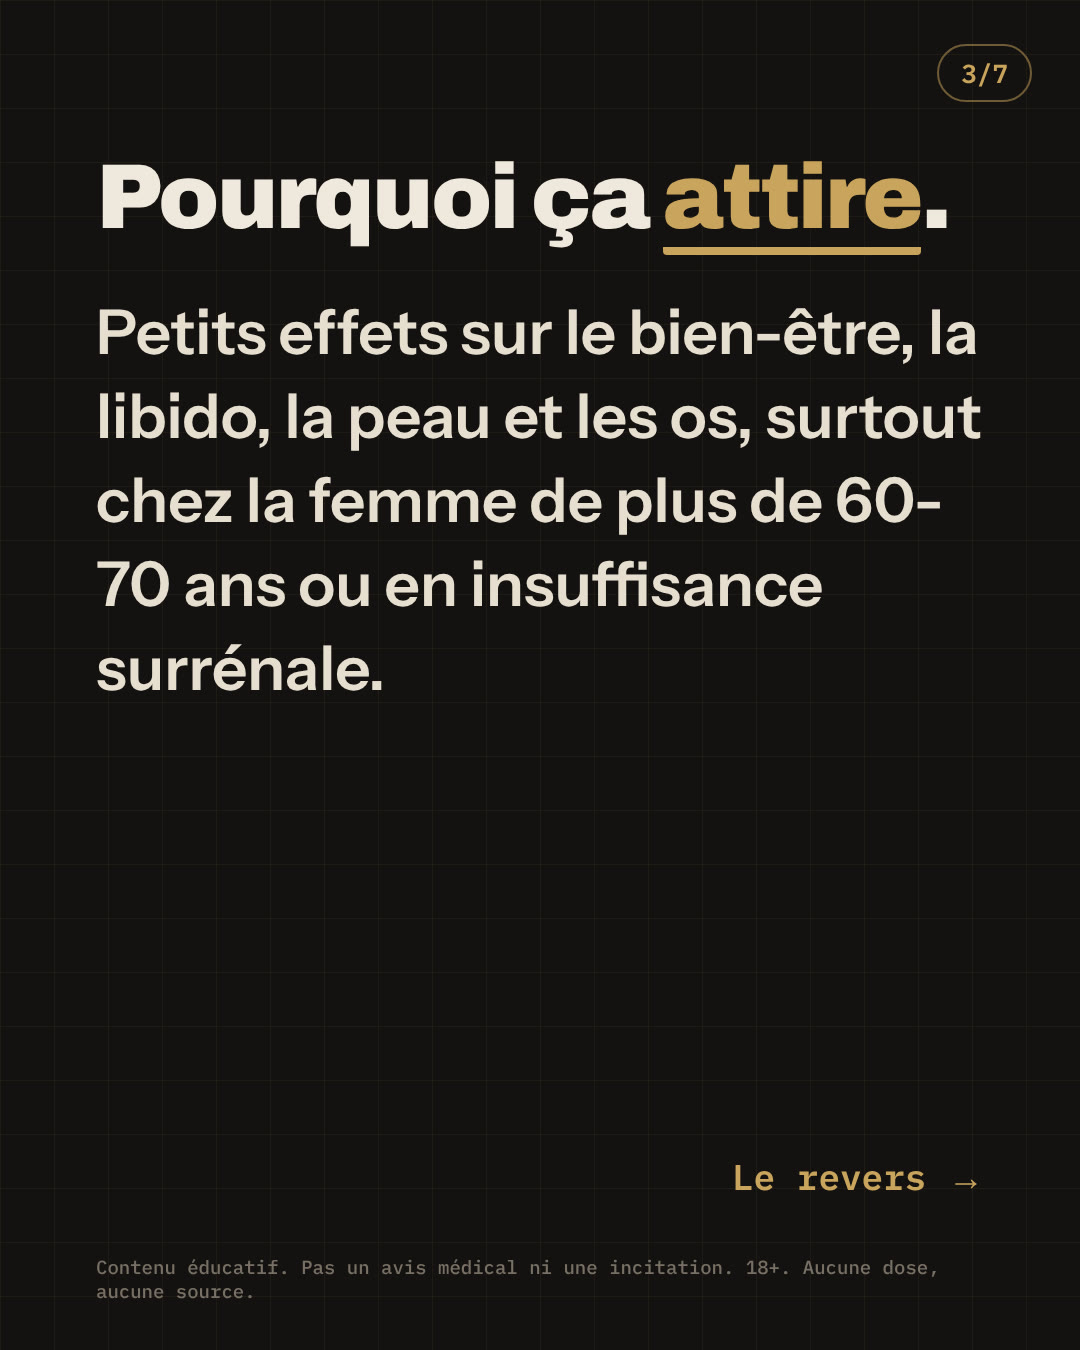 3/7
Pourquoi ça attire.
Petits effets sur le bien-être, la
libido, la peau et les os, surtout
chez la femme de plus de 60-
70 ans ou en insuffisance
surrénale.
Le revers →
Contenu éducatif. Pas un avis médical ni une incitation. 18+. Aucune dose,
aucune source.